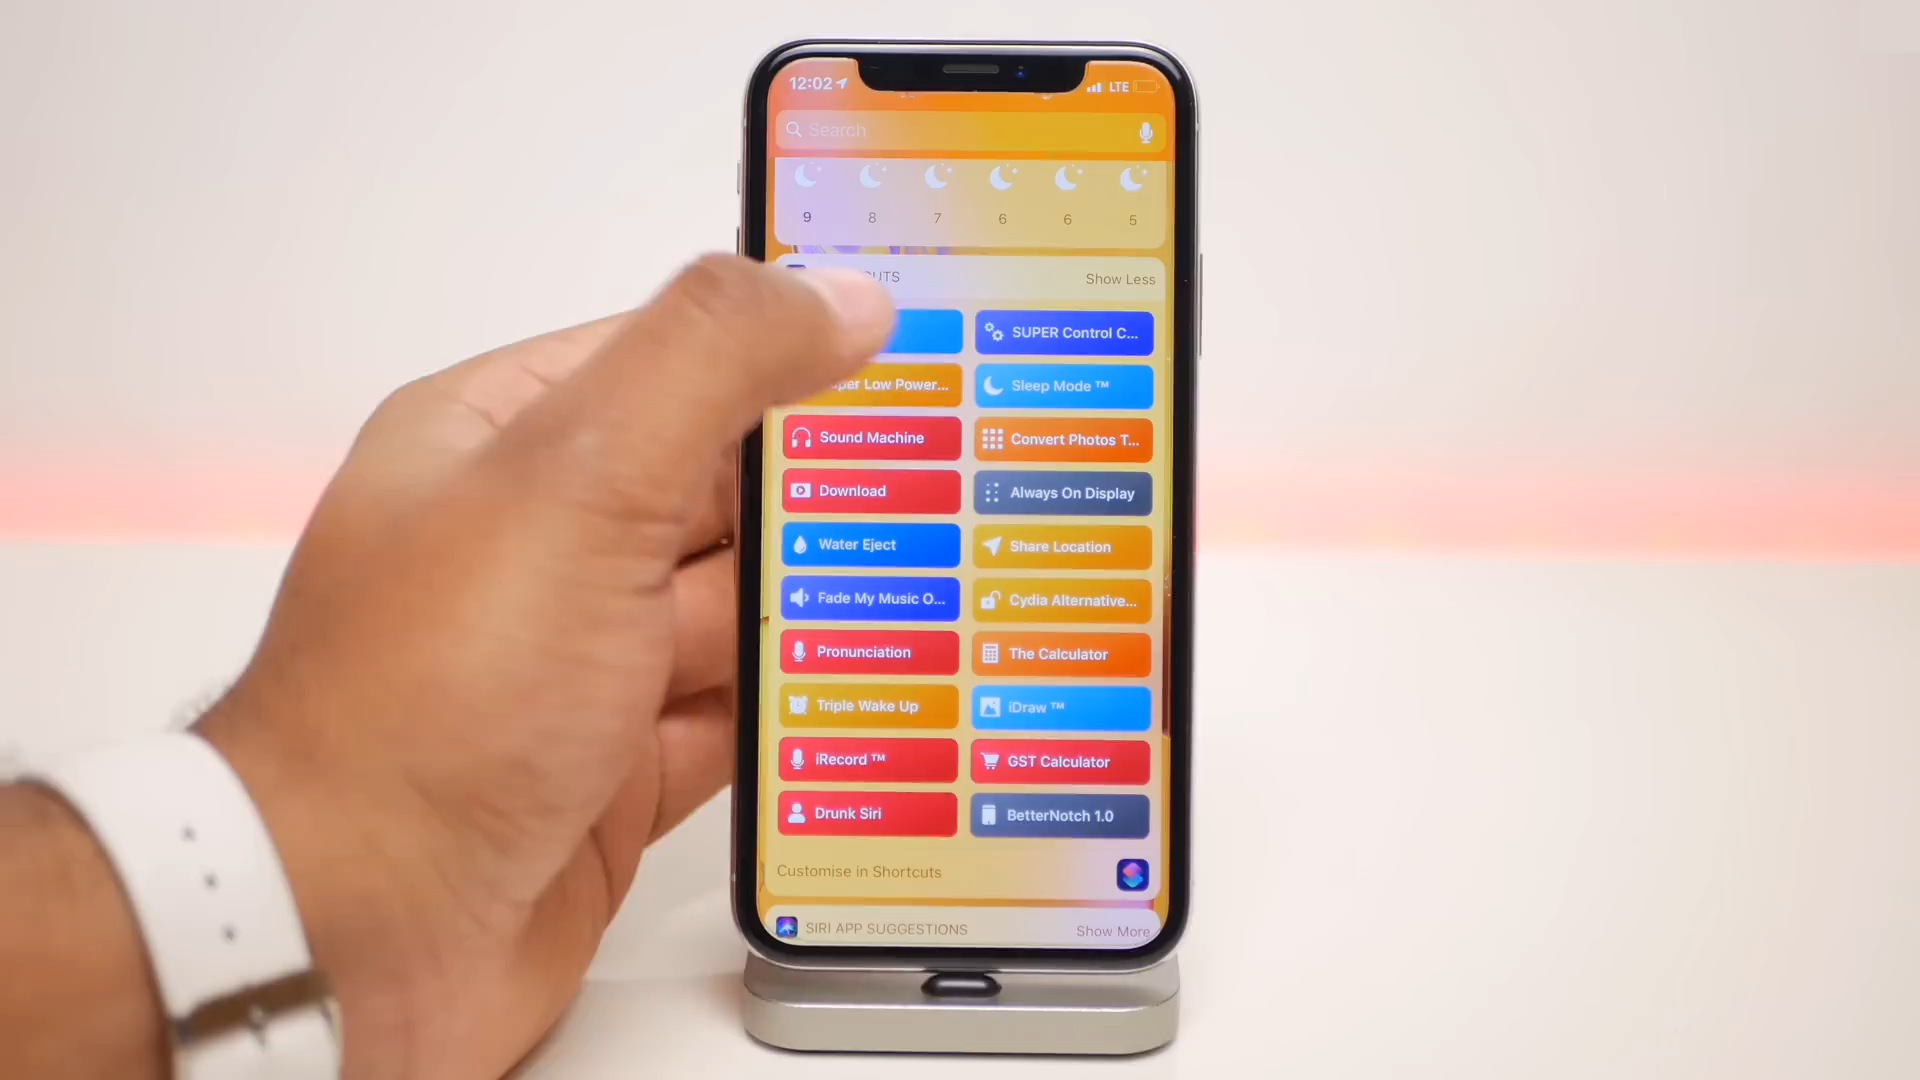 12:02
LTE
Search
9 8 7 6 6 5
Show Less
SUPER Control C...
Low Power...
Sleep Mode ™
Sound Machine
Convert Photos T...
Download
Always On Display
Water Eject
Share Location
Fade My Music O...
Cydia Alternative...
Pronunciation
The Calculator
Triple Wake Up
iDraw ™
iRecord ™
GST Calculator
Drunk Siri
BetterNotch 1.0
Customise in Shortcuts
SIRI APP SUGGESTIONS
Show More